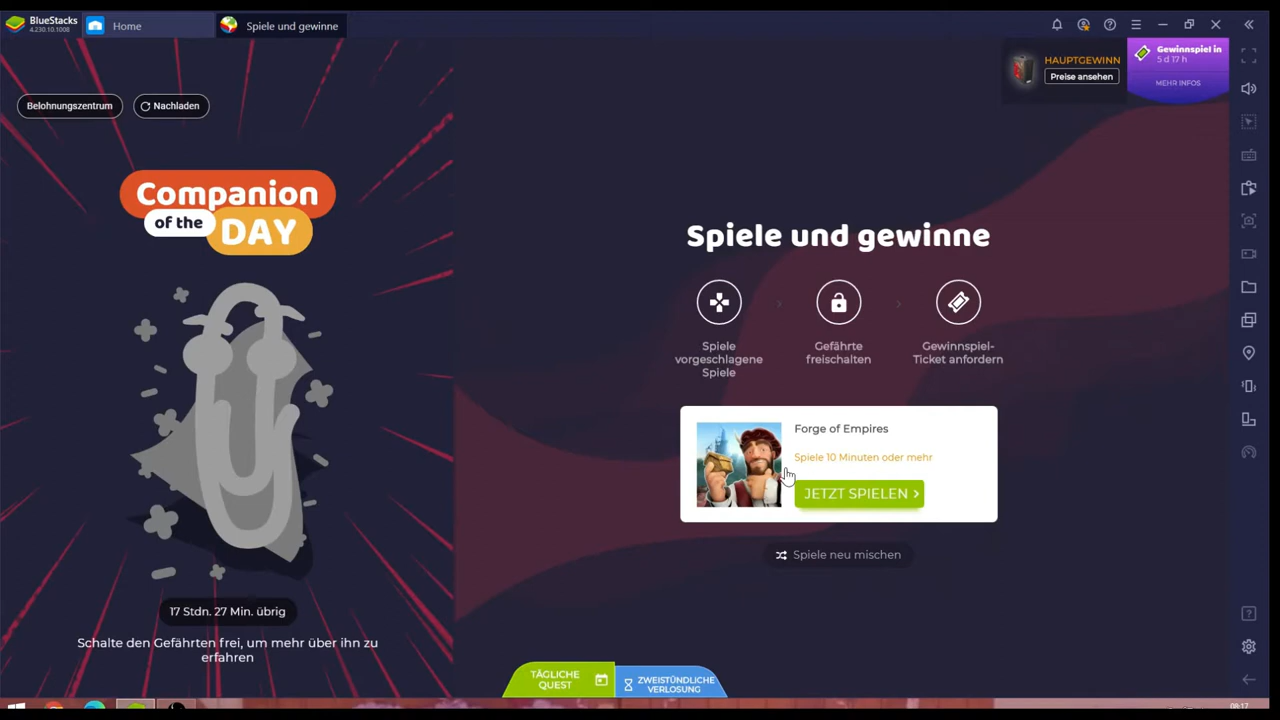 BlueStacks
4.230.10.1008
Home
Spiele und gewinne
HAUPTGEWINN
Preise ansehen
Gewinnspiel in
5 d 17 h
MEHR INFOS
Belohnungszentrum
Nachladen
Companion
of the
DAY
17 Stdn. 27 Min. übrig
Schalte den Gefährten frei, um mehr über ihn zu
erfahren
Spiele und gewinne
Spiele
vorgeschlagene
Spiele
Gefährte
freischalten
Gewinnspiel-
Ticket anfordern
Forge of Empires
Spiele 10 Minuten oder mehr
JETZT SPIELEN
Spiele neu mischen
TÄGLICHE
QUEST
ZWEISTÜNDLICHE
VERLOSUNG
08:17